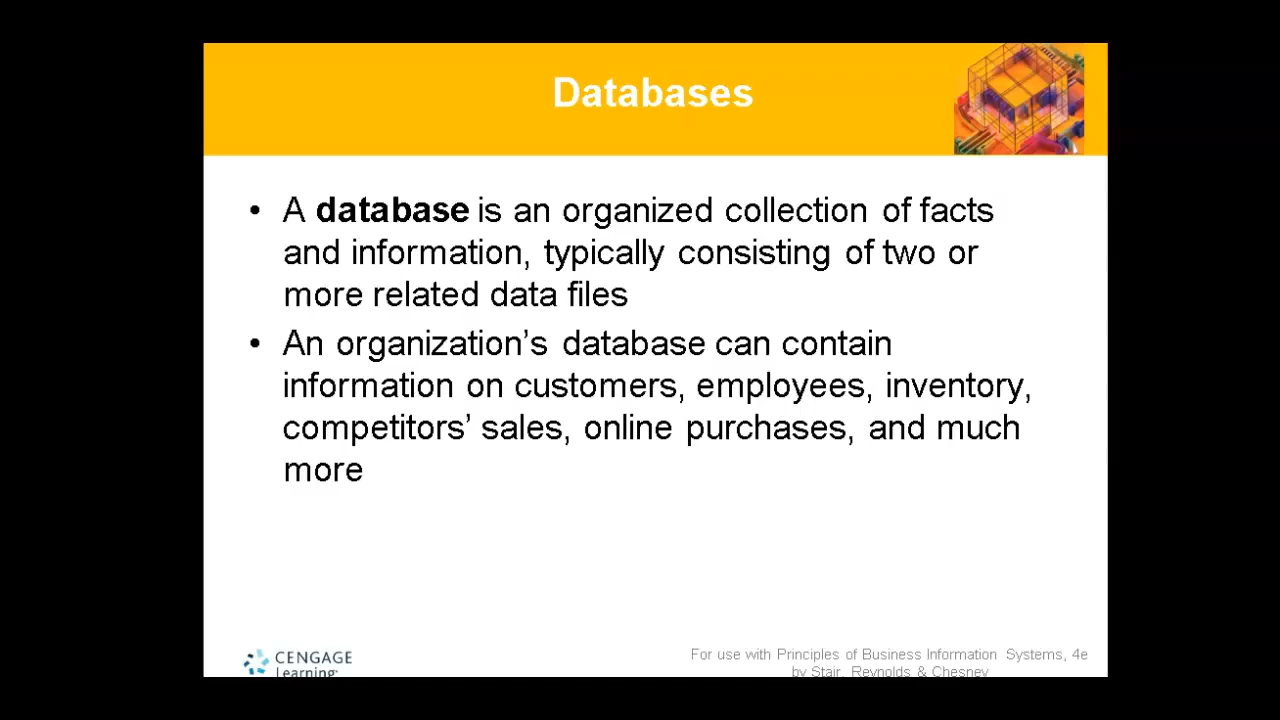 Databases
• A database is an organized collection of facts
and information, typically consisting of two or
more related data files
• An organization’s database can contain
information on customers, employees, inventory,
competitors’ sales, online purchases, and much
more
CENGAGE
Learning
For use with Principles of Business Information Systems, 4e
by Stair, Reynolds & Chesney